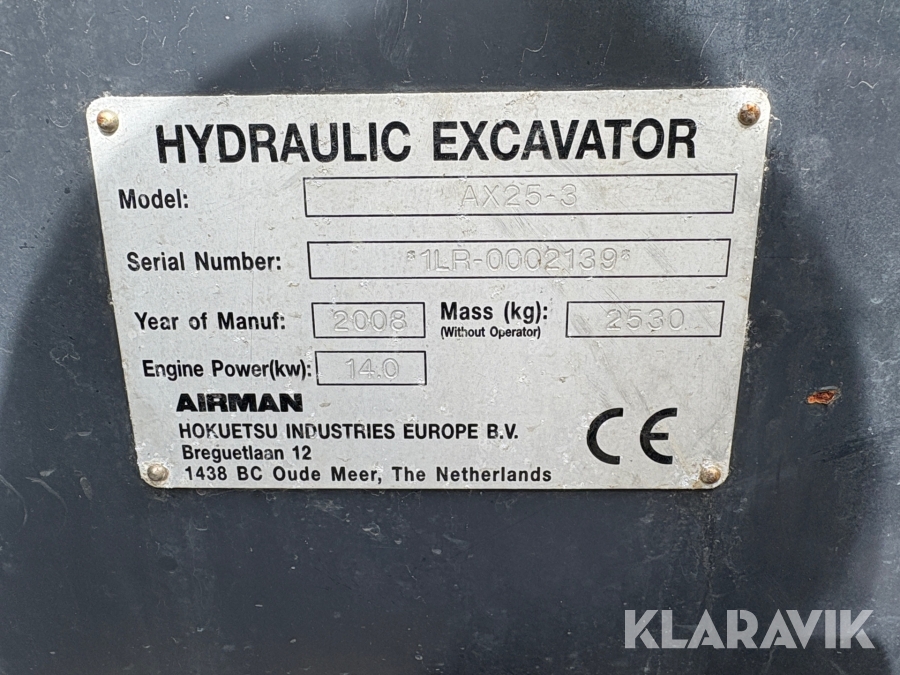 HYDRAULIC EXCAVATOR
Model: AX25-3
Serial Number: *1LR-0002139*
Year of Manuf: 2008 Mass (kg): 2530
(Without Operator)
Engine Power(kw): 14.0
AIRMAN
HOKUETSU INDUSTRIES EUROPE B.V.
Breguetlaan 12
1438 BC Oude Meer, The Netherlands
CE
KLARAVIK